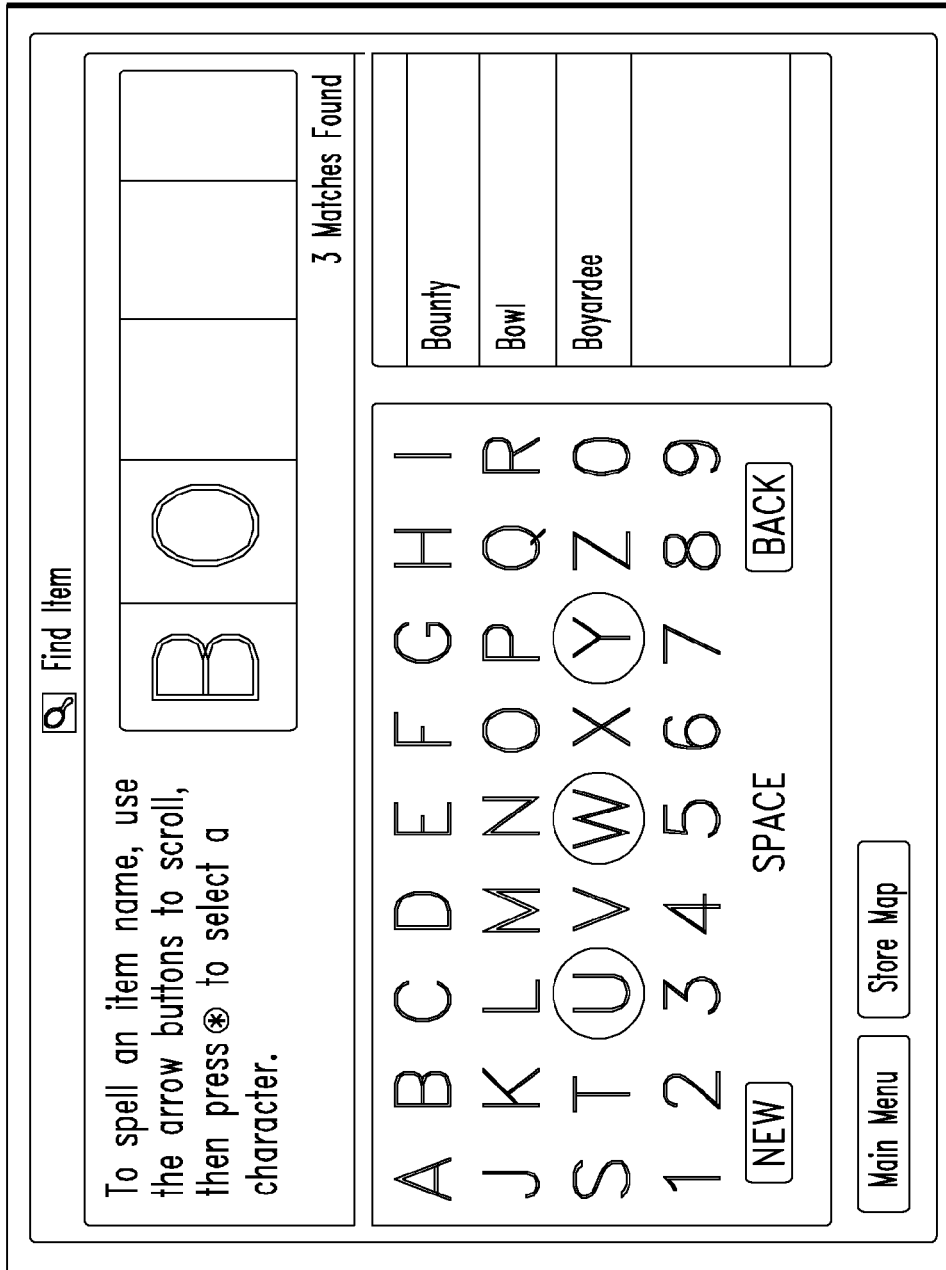 Find Item
To spell an item name, use
the arrow buttons to scroll,
then press ⊛ to select a
character.
B O
3 Matches Found
A B C D E F G H I
J K L M N O P Q R
S T U V W X Y Z 0
1 2 3 4 5 6 7 8 9
NEW SPACE BACK
Bounty
Bowl
Boyardee
Main Menu
Store Map